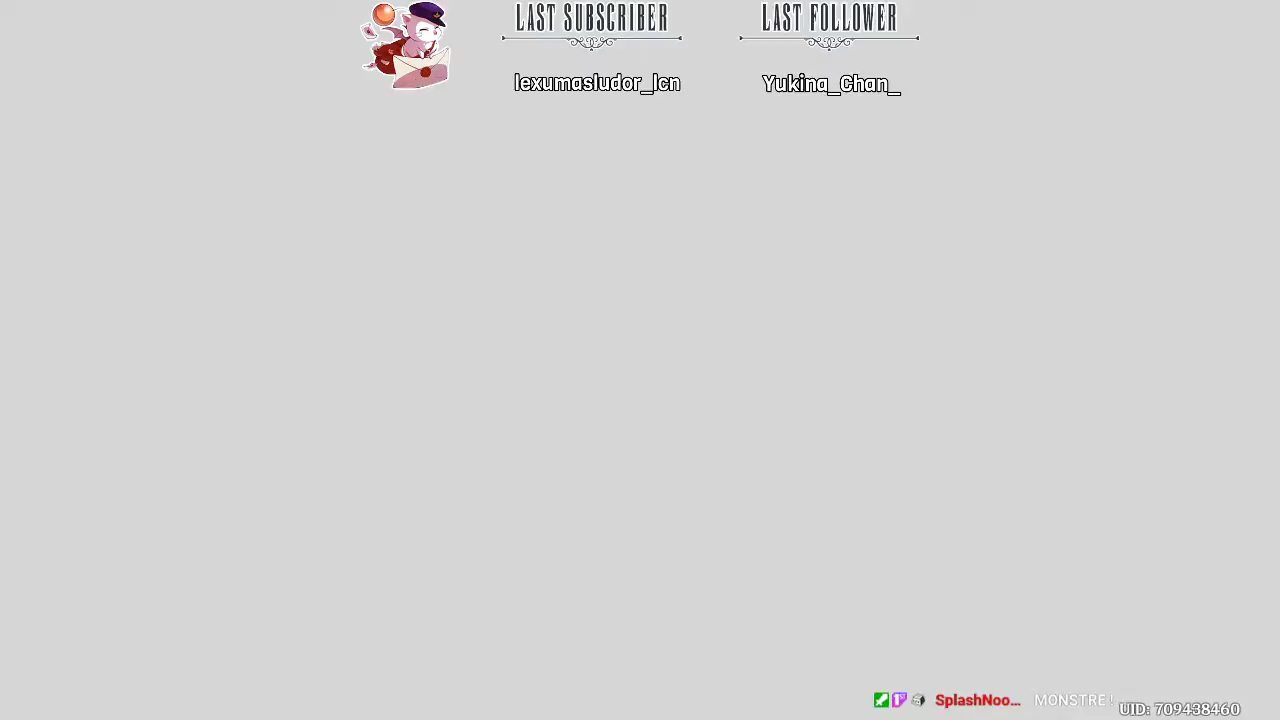 LAST SUBSCRIBER
LAST FOLLOWER
lexumasludor_lcn
Yukina_Chan_
SplashNoo... MONSTRE !
UID: 709438460